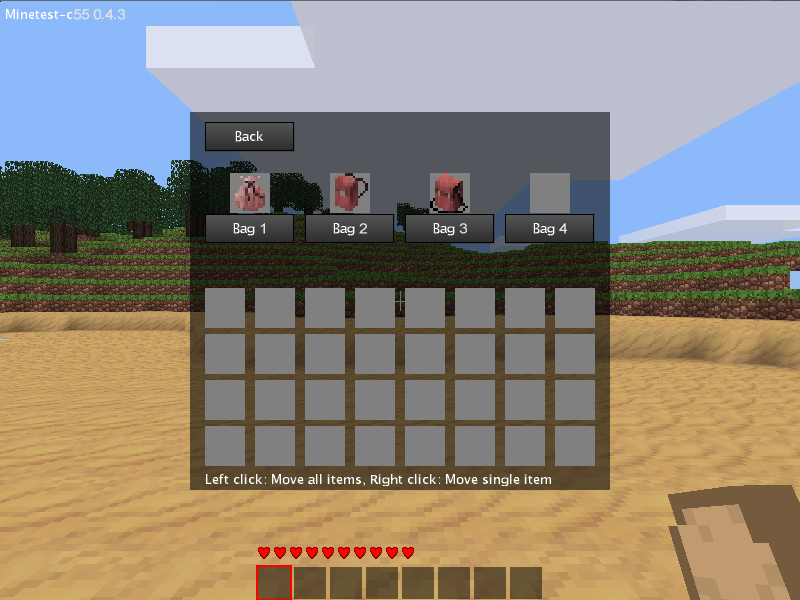 Minetest-c55 0.4.3
Back
Bag 1 Bag 2 Bag 3 Bag 4
Left click: Move all items, Right click: Move single item